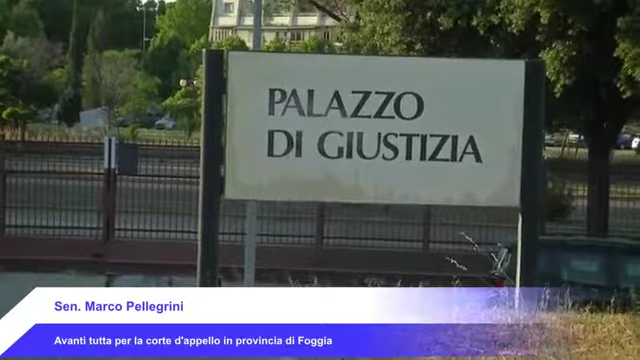 PALAZZO
DI GIUSTIZIA
Sen. Marco Pellegrini
Avanti tutta per la corte d'appello in provincia di Foggia